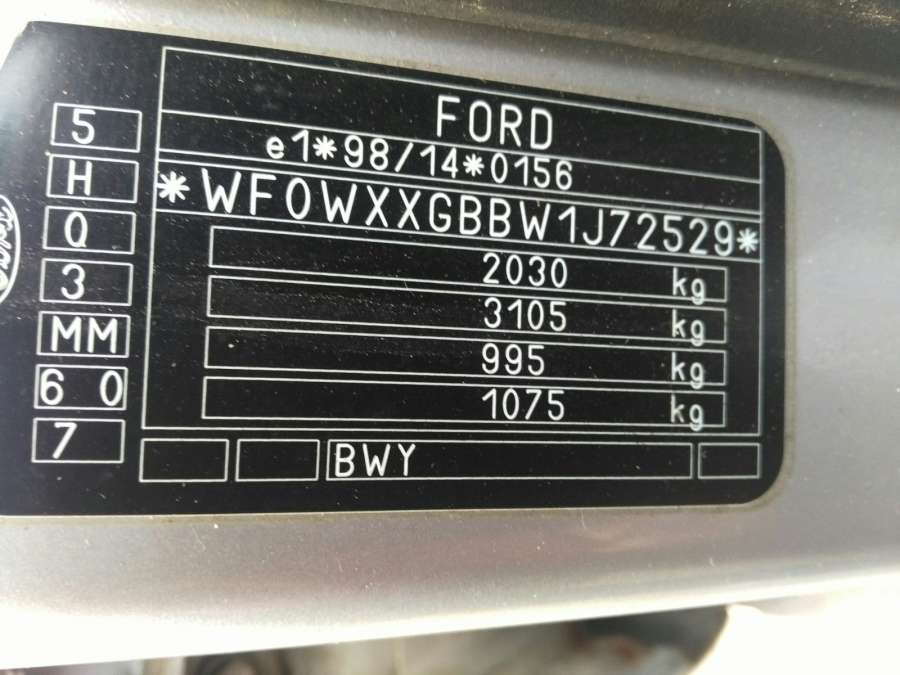 FORD
e1*98/14*0156
*WF0WXXGBBW1J72529*
2030 kg
3105 kg
995 kg
1075 kg
5
H
Q
3
MM
6 0
7
BWY